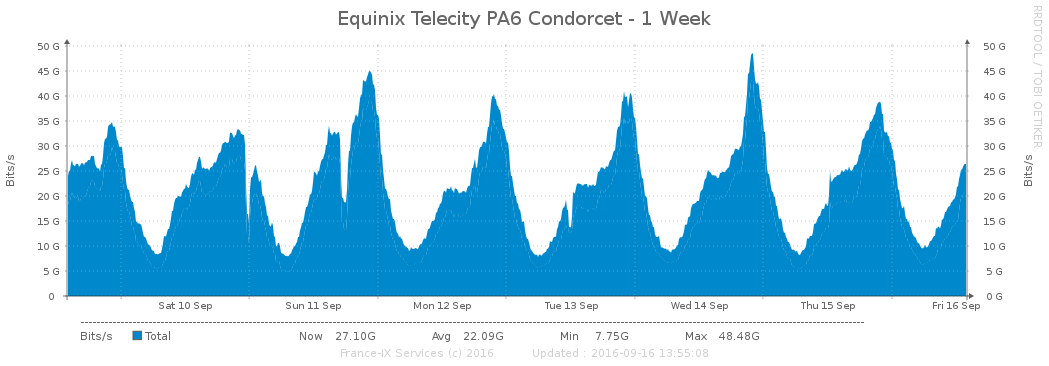 Equinix Telecity PA6 Condorcet - 1 Week
RRDTOOL / TOBI OETIKER
Bits/s
Bits/s
50 G 50 G
45 G 45 G
40 G 40 G
35 G 35 G
30 G 30 G
25 G 25 G
20 G 20 G
15 G 15 G
10 G 10 G
5 G 5 G
0 0 G
Sat 10 Sep Sun 11 Sep Mon 12 Sep Tue 13 Sep Wed 14 Sep Thu 15 Sep Fri 16 Sep
Bits/s Total Now 27.10G Avg 22.09G Min 7.75G Max 48.48G
France-IX Services (c) 2016 Updated : 2016-09-16 13:55:08